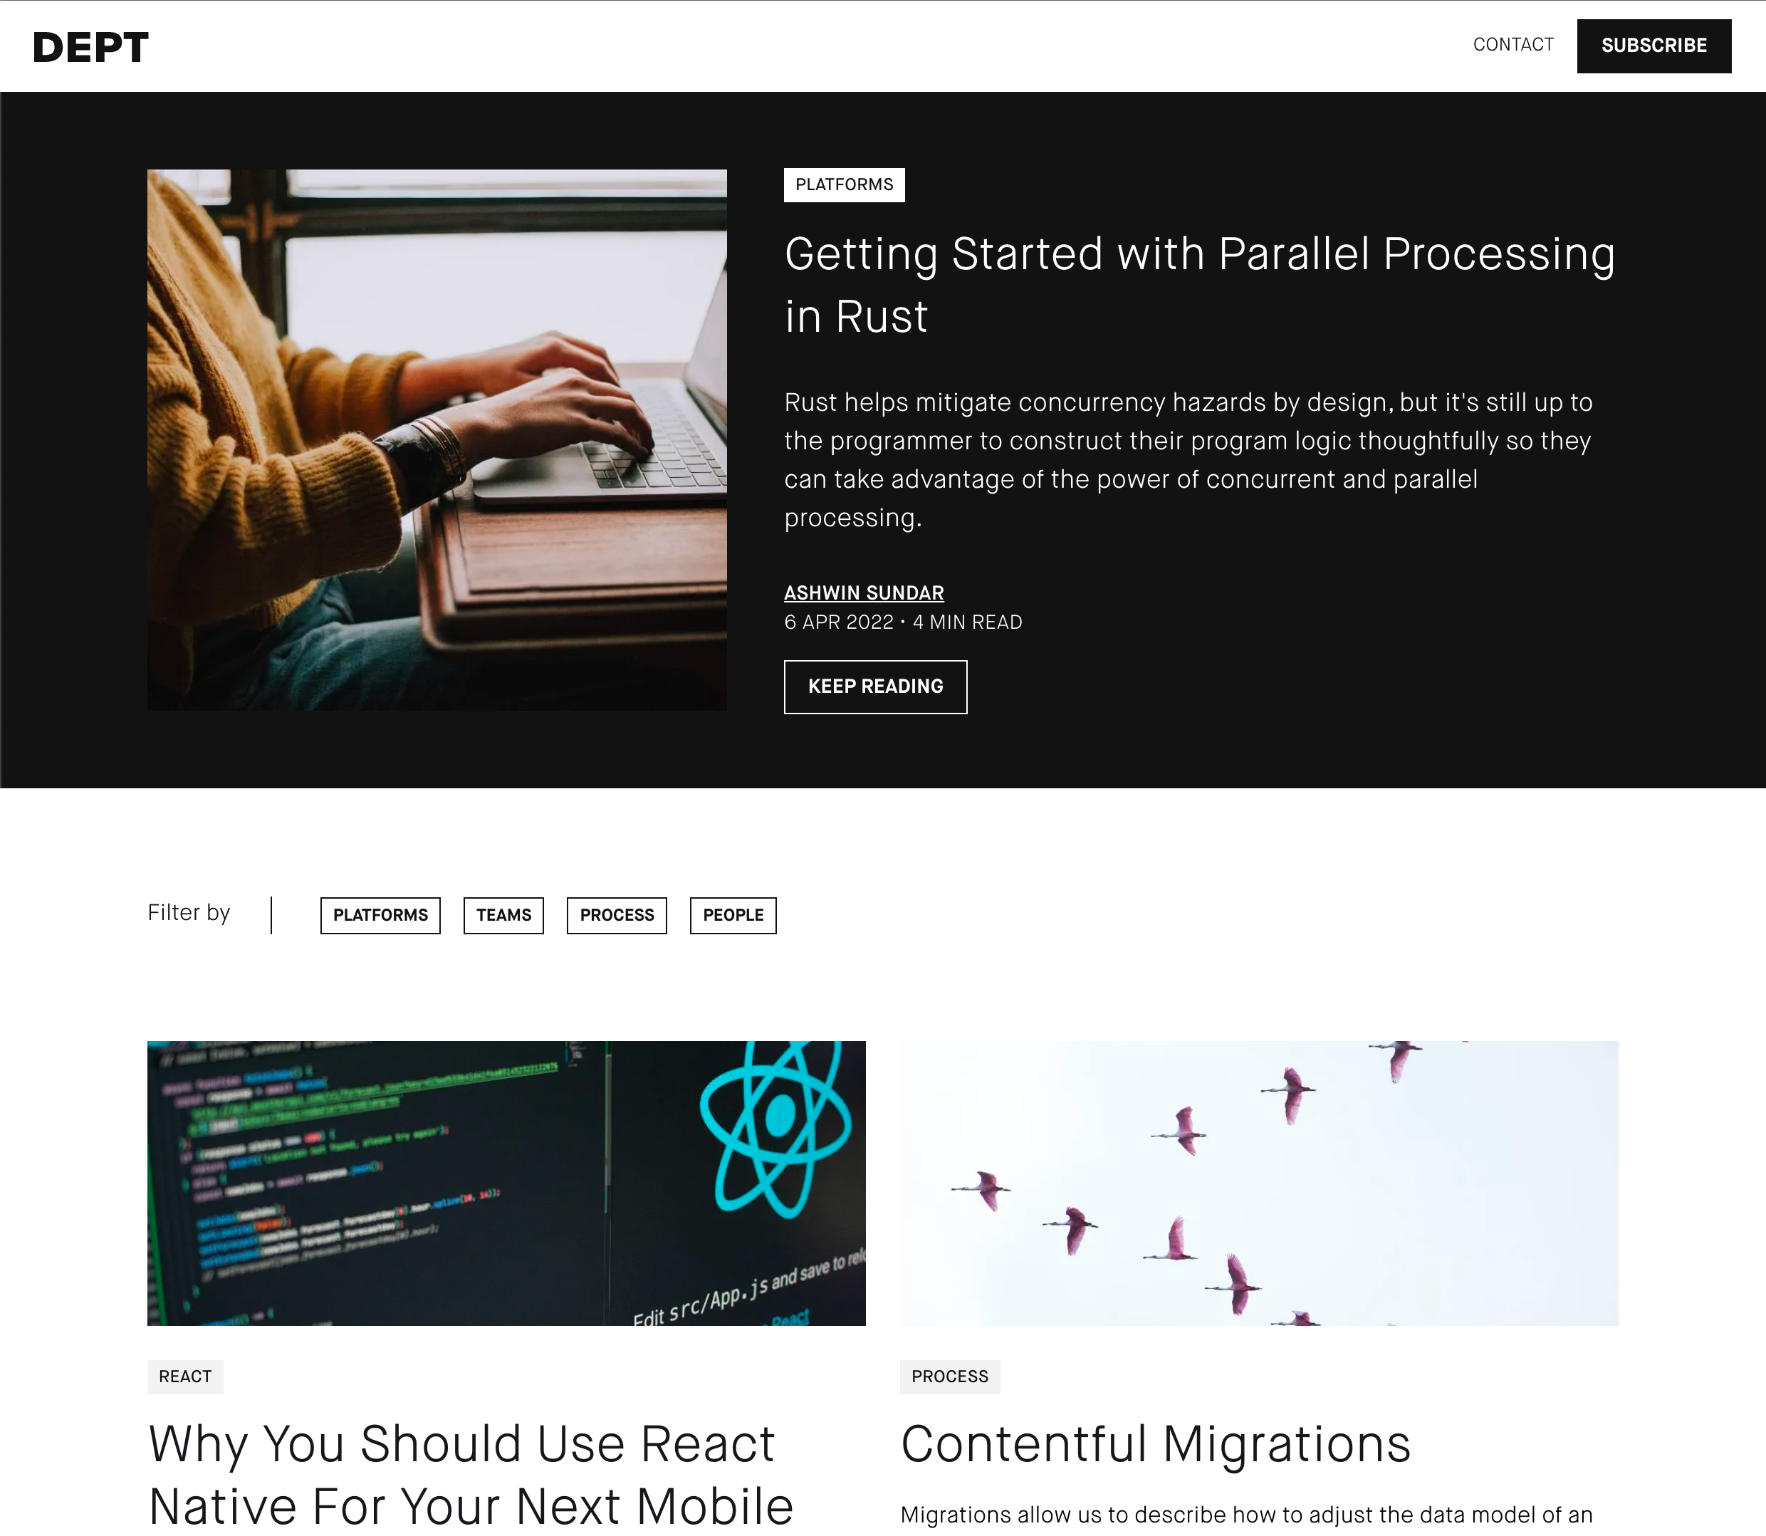 DEPT
CONTACT
SUBSCRIBE
PLATFORMS
Getting Started with Parallel Processing
in Rust
Rust helps mitigate concurrency hazards by design, but it's still up to
the programmer to construct their program logic thoughtfully so they
can take advantage of the power of concurrent and parallel
processing.
ASHWIN SUNDAR
6 APR 2022 • 4 MIN READ
KEEP READING
Filter by
PLATFORMS
TEAMS
PROCESS
PEOPLE
Edit src/App.js and save to
React
REACT
Why You Should Use React
Native For Your Next Mobile
PROCESS
Contentful Migrations
Migrations allow us to describe how to adjust the data model of an